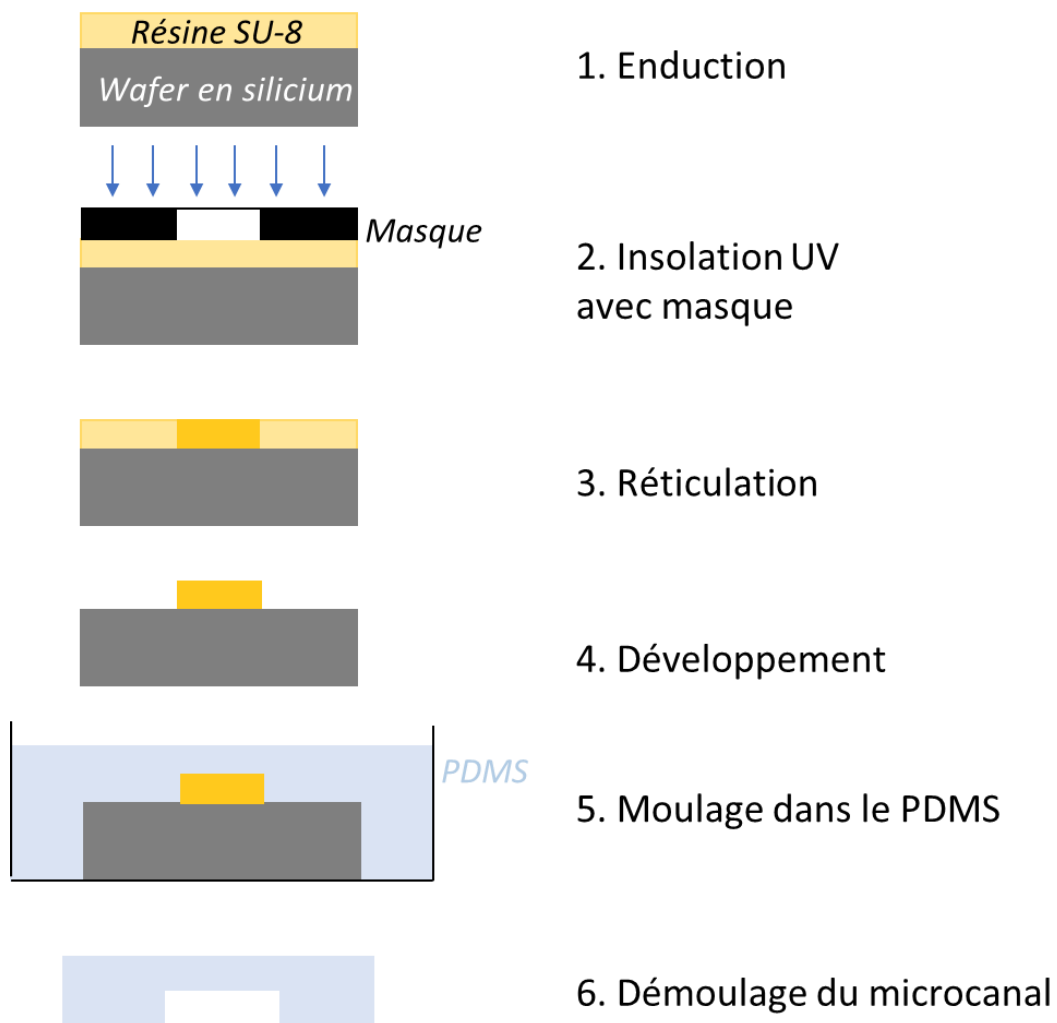 Résine SU-8
Wafer en silicium
1. Enduction
Masque
2. Insolation UV
avec masque
3. Réticulation
4. Développement
PDMS
5. Moulage dans le PDMS
6. Démoulage du microcanal